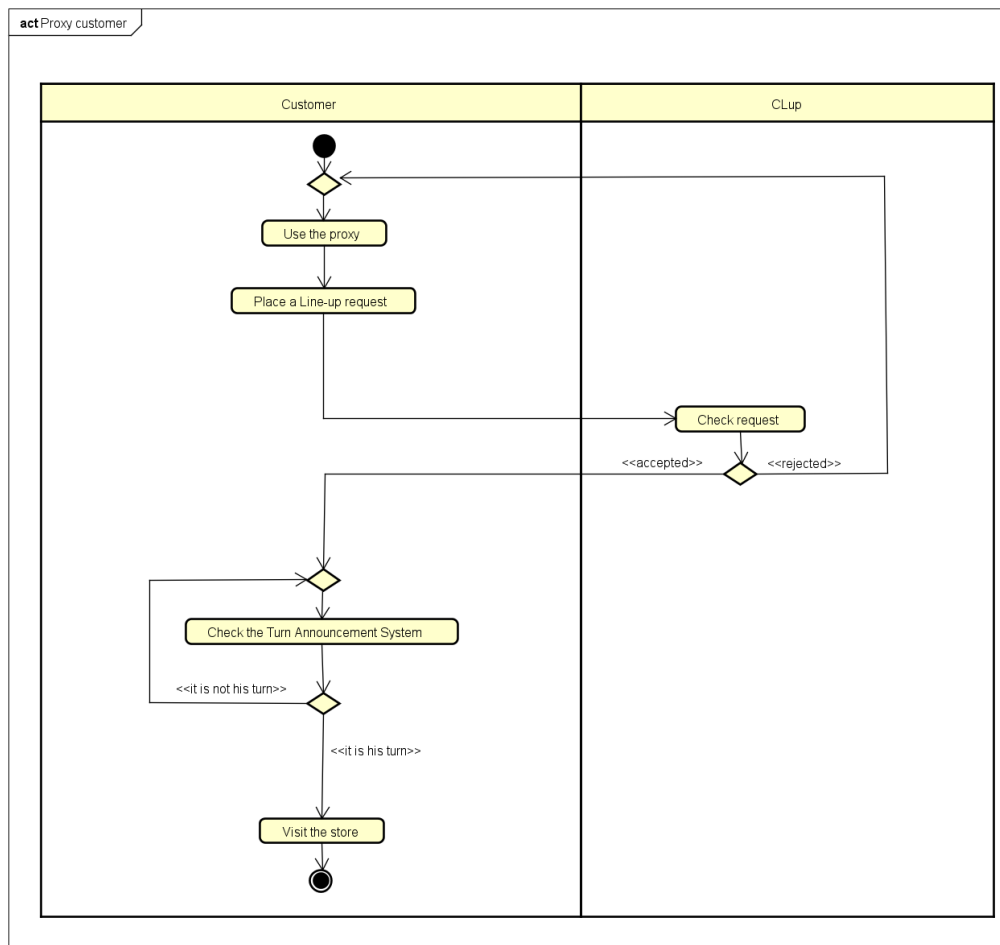 act Proxy customer
Customer
CLup
Use the proxy
Place a Line-up request
Check request
<<accepted>>
<<rejected>>
Check the Turn Announcement System
<<it is not his turn>>
<<it is his turn>>
Visit the store